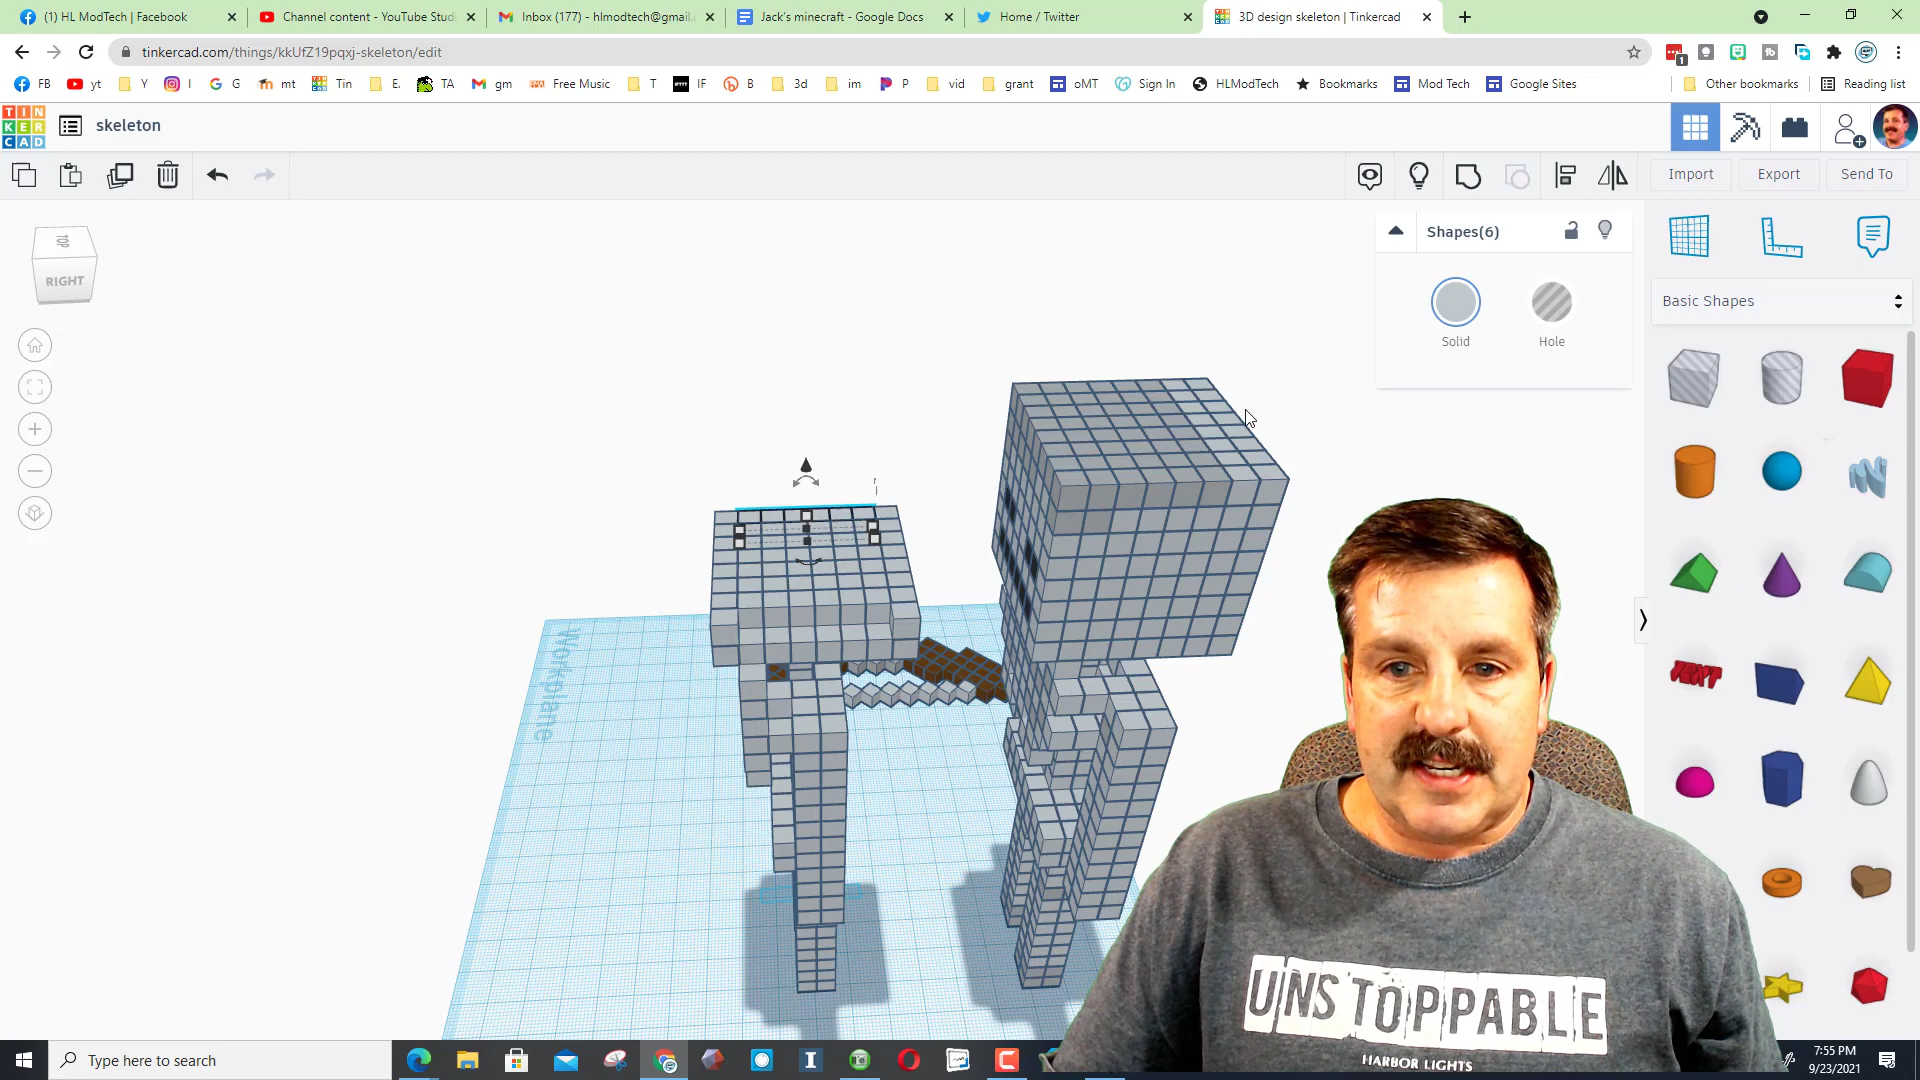 (1) HL ModTech | Facebook
Channel content - YouTube Studi
Inbox (177) - hlmodtech@gmail.
Jack's minecraft - Google Docs
Home / Twitter
3D design skeleton | Tinkercad
tinkercad.com/things/kkUfZ19pqxj-skeleton/edit
1
FB
yt
Y
I
G
mt
Tin
E.
TA
gm
Free Music
T
IF
B
3d
im
P
vid
grant
oMT
Sign In
HLModTech
Bookmarks
Mod Tech
Google Sites
Other bookmarks
Reading list
TIN
KER
CAD
skeleton
Import
Export
Send To
TOP
RIGHT
Shapes(6)
Solid
Hole
Basic Shapes
TEXT
Workplane
UNSTOPPABLE
HARBOR LIGHTS
Type here to search
7:55 PM
9/23/2021